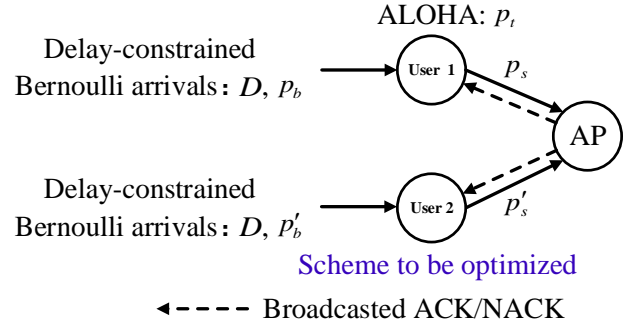 ALOHA: p_t
Delay-constrained
Bernoulli arrivals: D, p_b
User 1
p_s
AP
Delay-constrained
Bernoulli arrivals: D, p'_b
User 2
p'_s
Scheme to be optimized
Broadcasted ACK/NACK